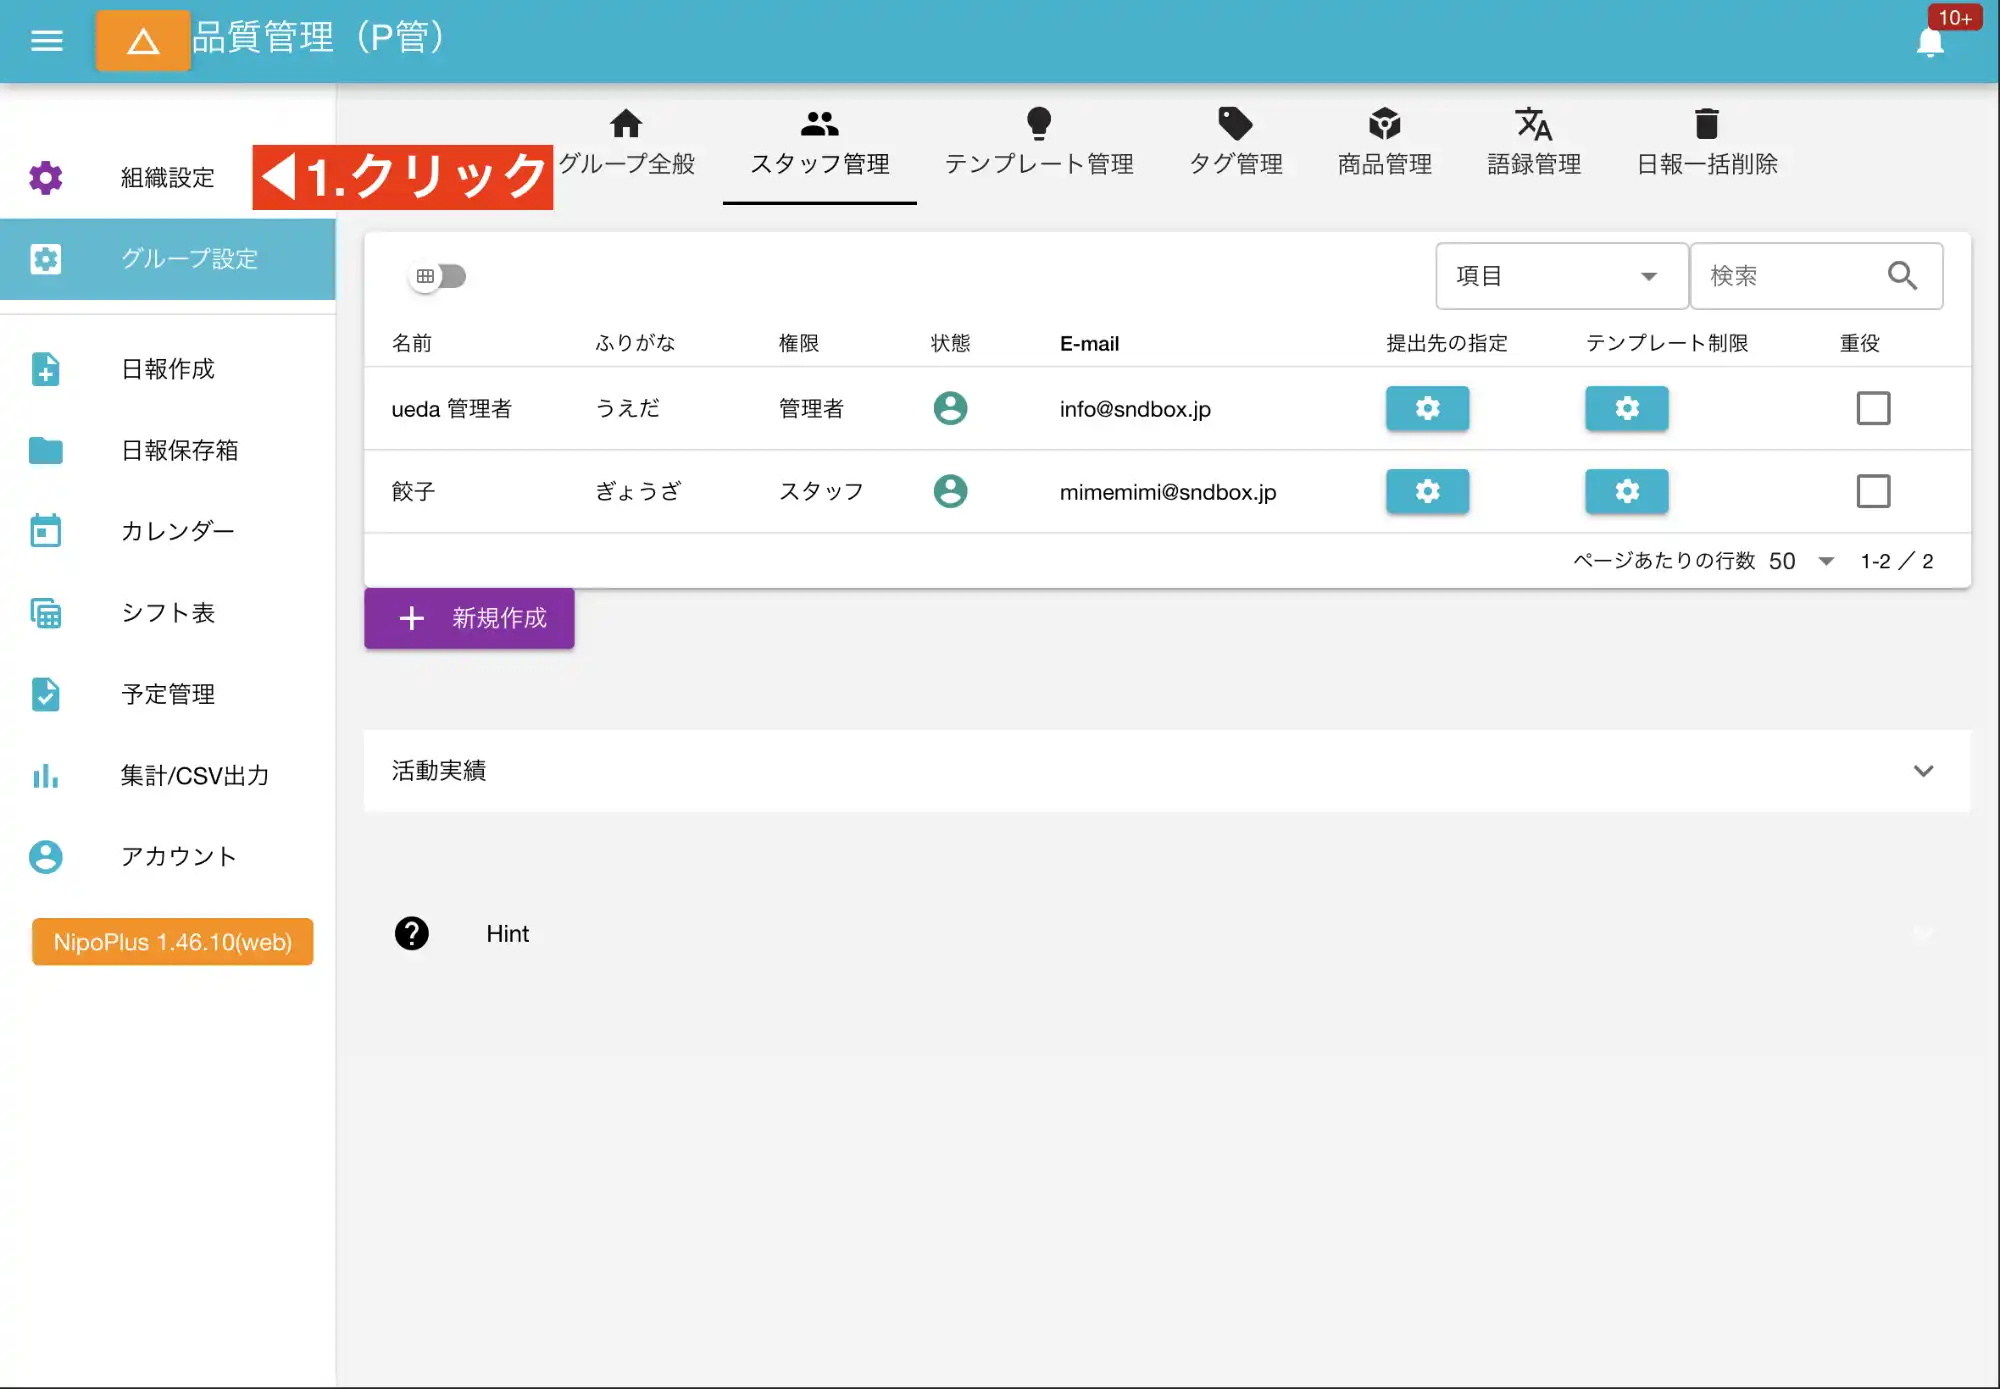 品質管理（P管）
10+
組織設定
◀1.クリック
グループ全般
スタッフ管理
テンプレート管理
タグ管理
商品管理
語録管理
日報一括削除
グループ設定
項目
検索
名前 ふりがな 権限 状態 E-mail 提出先の指定 テンプレート制限 重役
ueda 管理者 うえだ 管理者 info@sndbox.jp
餃子 ぎょうざ スタッフ mimemimi@sndbox.jp
ページあたりの行数 50 1-2 ／ 2
新規作成
日報作成
日報保存箱
カレンダー
シフト表
予定管理
集計/CSV出力
アカウント
NipoPlus 1.46.10(web)
活動実績
Hint